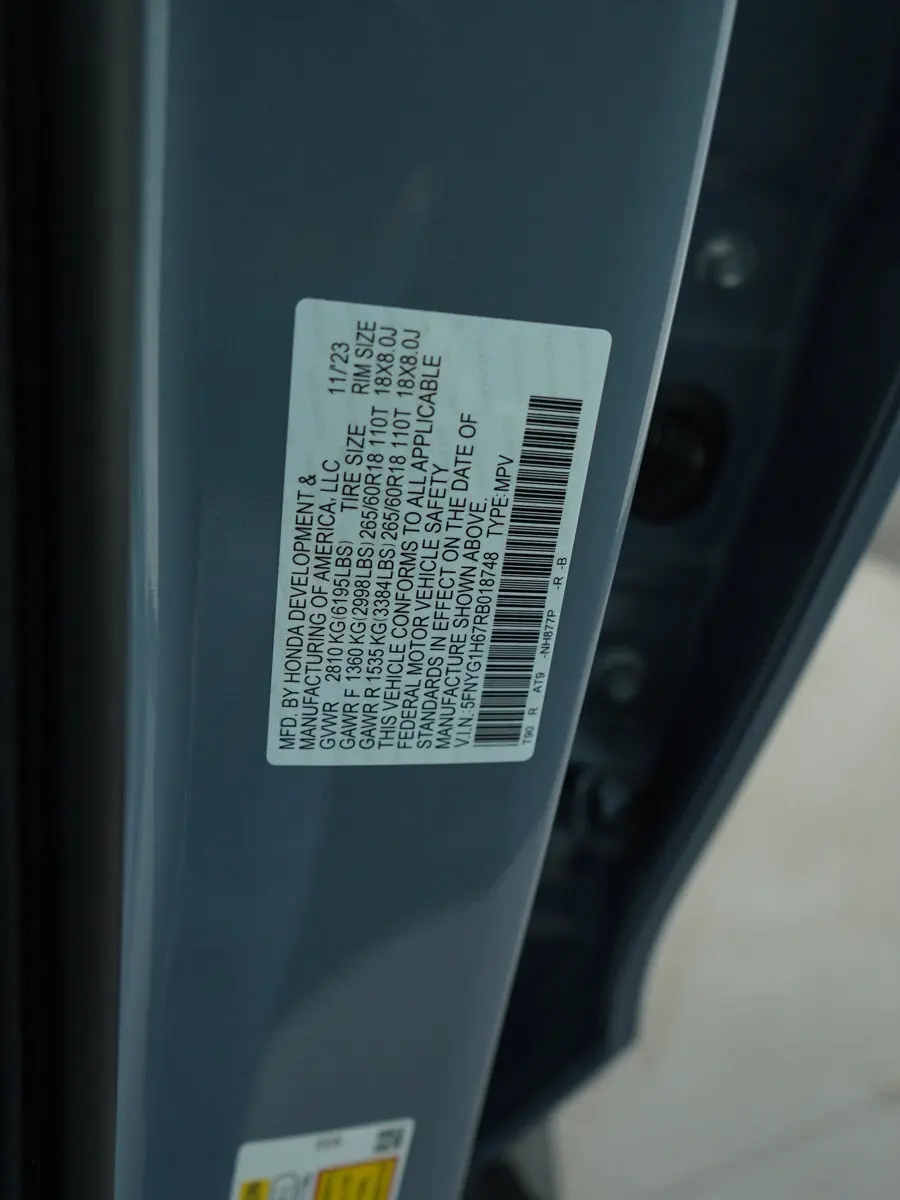 MFD. BY HONDA DEVELOPMENT &
MANUFACTURING OF AMERICA, LLC 11/'23
GVWR 2810 KG (6195LBS) TIRE SIZE RIM SIZE
GAWR F 1360 KG (2998LBS) 265/60R18 110T 18X8.0J
GAWR R 1535 KG (3384LBS) 265/60R18 110T 18X8.0J
THIS VEHICLE CONFORMS TO ALL APPLICABLE
FEDERAL MOTOR VEHICLE SAFETY
STANDARDS IN EFFECT ON THE DATE OF
MANUFACTURE SHOWN ABOVE.
V.I.N.:5FNYG1H67RB018748 TYPE:MPV
T90 R AT9 -NH877P -R -B